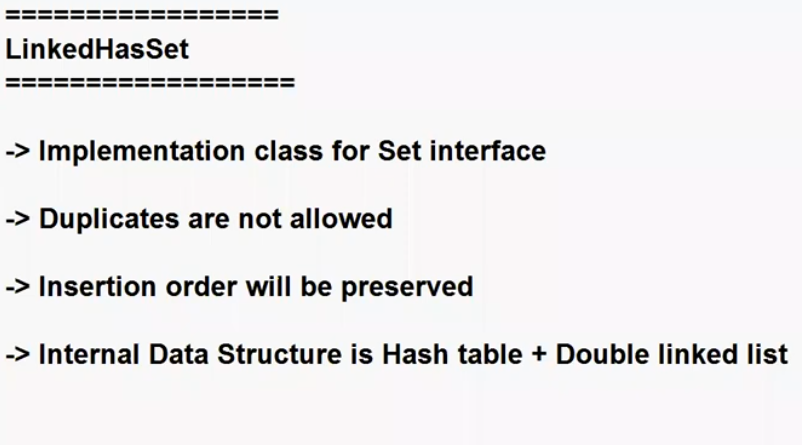 =================
LinkedHasSet
==================
-> Implementation class for Set interface
-> Duplicates are not allowed
-> Insertion order will be preserved
-> Internal Data Structure is Hash table + Double linked list